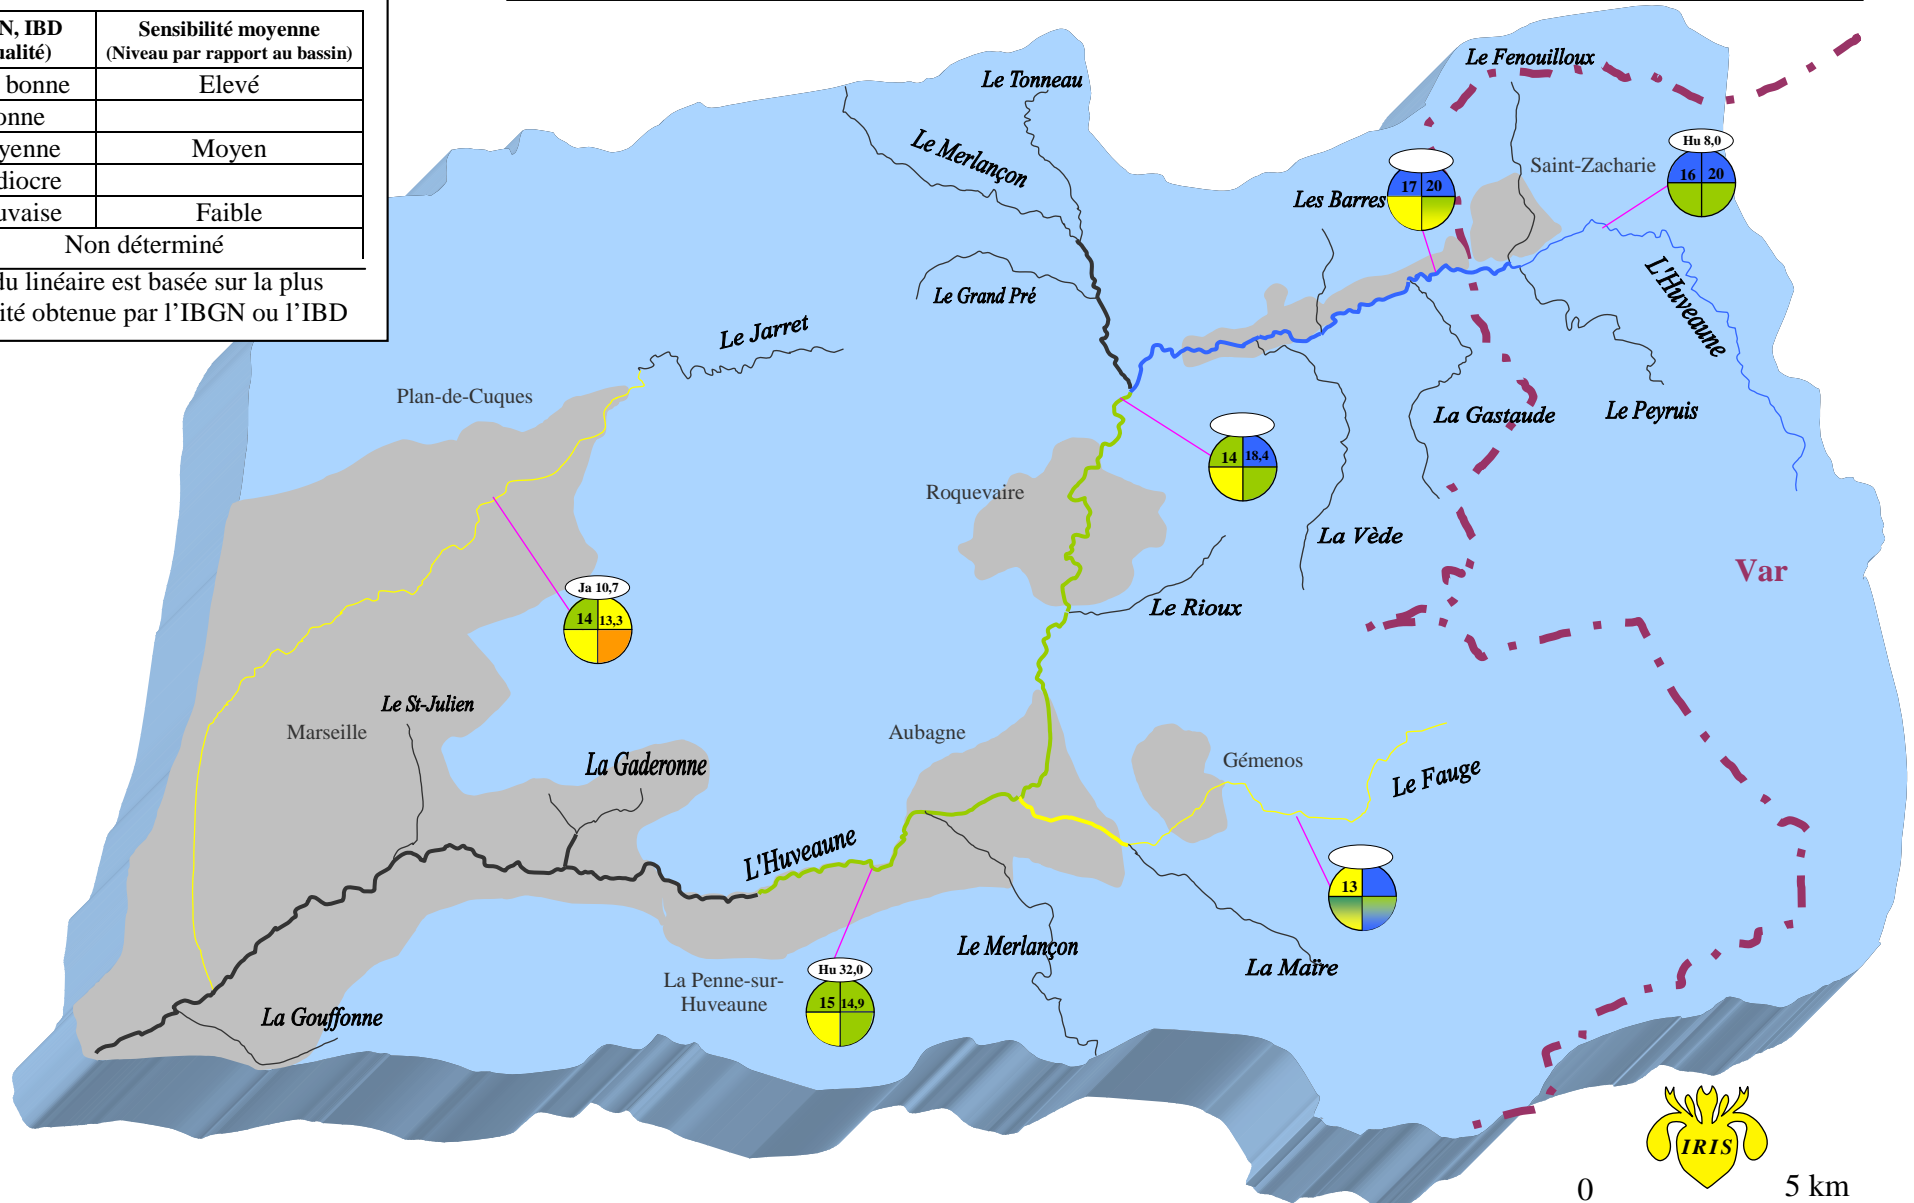 N, IBD
ualité)
Sensibilité moyenne
(Niveau par rapport au bassin)
bonne
Elevé
onne
yenne
Moyen
diocre
uvaise
Faible
Non déterminé
du linéaire est basée sur la plus
ité obtenue par l'IBGN ou l'IBD
Le Fenouilloux
Le Tonneau
Le Merlançon
Hu 8,0
16 20
Saint-Zacharie
17 20
Les Barres
L'Huveaune
Le Grand Pré
Le Jarret
Plan-de-Cuques
La Gastaude
Le Peyruis
14 18,4
Roquevaire
La Vède
Var
Ja 10,7
14 13,3
Le Rioux
Le St-Julien
Marseille
Aubagne
La Gaderonne
Gémenos
Le Fauge
L'Huveaune
13
Le Merlançon
La Maïre
Hu 32,0
15 14,9
La Penne-sur-
Huveaune
La Gouffonne
IRIS
0
5 km